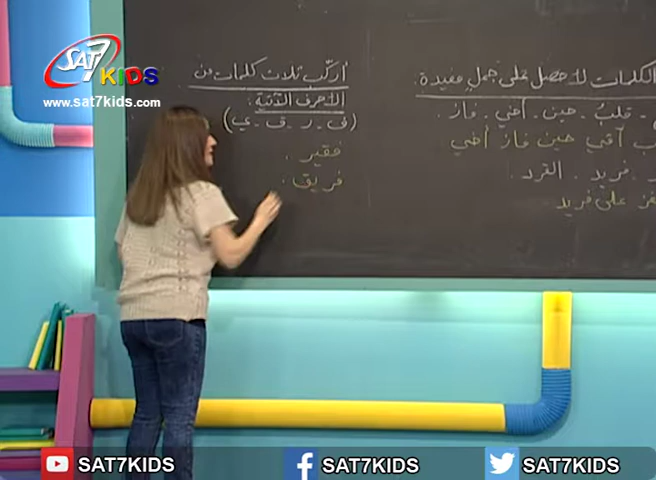 SAT7 KIDS
www.sat7kids.com
أركّب ثلاث كلمات من
الأحرف الآتية:
(ف - ر - ق - ي)
فقير .
فريق .
الكلمات لأحصل على جمل مفيدة.
قلب - حين - أخي - فاز .
حين فاز أخي
فريد . القرد .
على فريد
SAT7KIDS
SAT7KIDS
SAT7KIDS